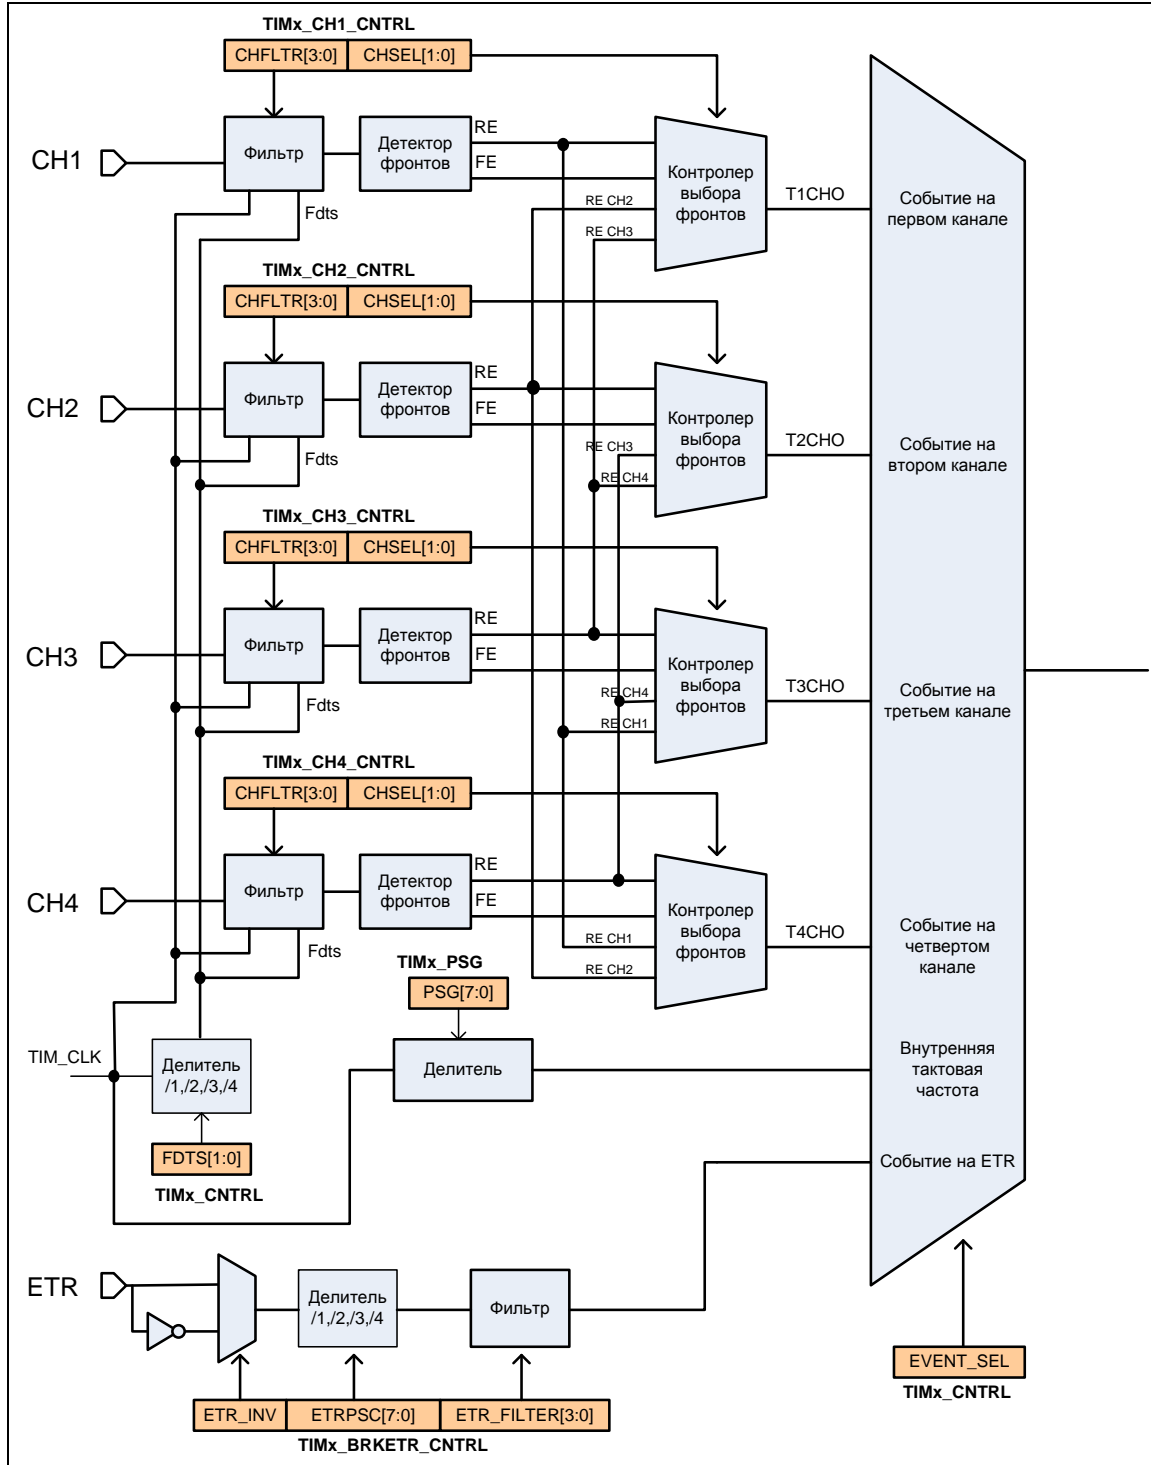 TIMx_CH1_CNTRL
CHFLTR[3:0] CHSEL[1:0]
CH1
Фильтр
Детектор
фронтов
RE
FE
RE CH2
RE CH3
Fdts
Контролер
выбора
фронтов
T1CHO
Событие на
первом канале
TIMx_CH2_CNTRL
CHFLTR[3:0] CHSEL[1:0]
CH2
Фильтр
Детектор
фронтов
RE
FE
RE CH3
RE CH4
Fdts
Контролер
выбора
фронтов
T2CHO
Событие на
втором канале
TIMx_CH3_CNTRL
CHFLTR[3:0] CHSEL[1:0]
CH3
Фильтр
Детектор
фронтов
RE
FE
RE CH4
RE CH1
Fdts
Контролер
выбора
фронтов
T3CHO
Событие на
третьем канале
TIMx_CH4_CNTRL
CHFLTR[3:0] CHSEL[1:0]
CH4
Фильтр
Детектор
фронтов
RE
FE
RE CH1
RE CH2
Fdts
Контролер
выбора
фронтов
T4CHO
Событие на
четвертом
канале
TIMx_PSG
PSG[7:0]
TIM_CLK
Делитель
/1,/2,/3,/4
Делитель
Внутренняя
тактовая
частота
FDTS[1:0]
TIMx_CNTRL
Событие на ETR
ETR
Делитель
/1,/2,/3,/4
Фильтр
ETR_INV ETRPSC[7:0] ETR_FILTER[3:0]
TIMx_BRKETR_CNTRL
EVENT_SEL
TIMx_CNTRL